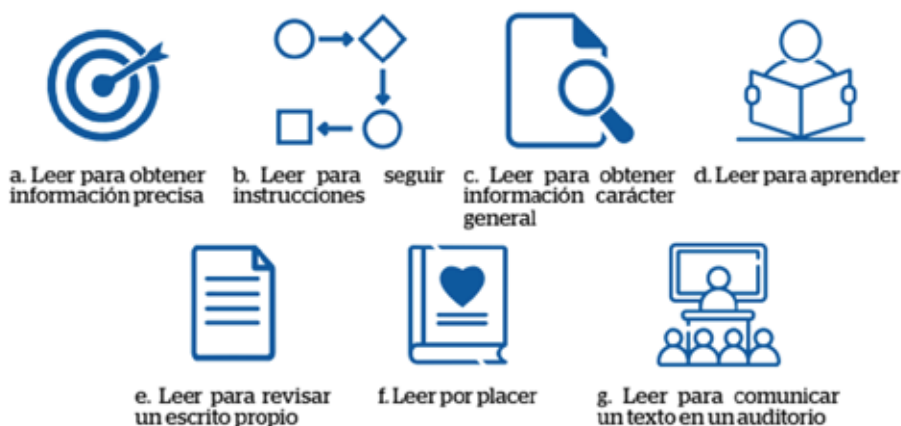 a. Leer para obtener
información precisa
b. Leer para seguir
instrucciones
c. Leer para obtener
información carácter
general
d. Leer para aprender
e. Leer para revisar
un escrito propio
f. Leer por placer
g. Leer para comunicar
un texto en un auditorio